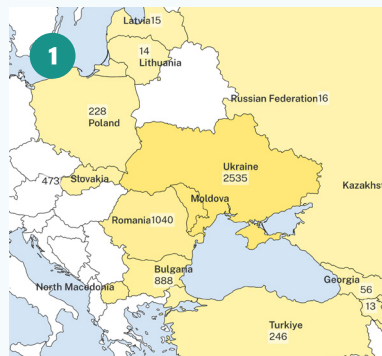 Latvia15
1
14
Lithuania
Russian Federation16
228
Poland
Ukraine
2535
473
Slovakia
Kazakhst
Moldova
Romania1040
Bulgaria
888
North Macedonia
Georgia
56
13
Turkiye
246